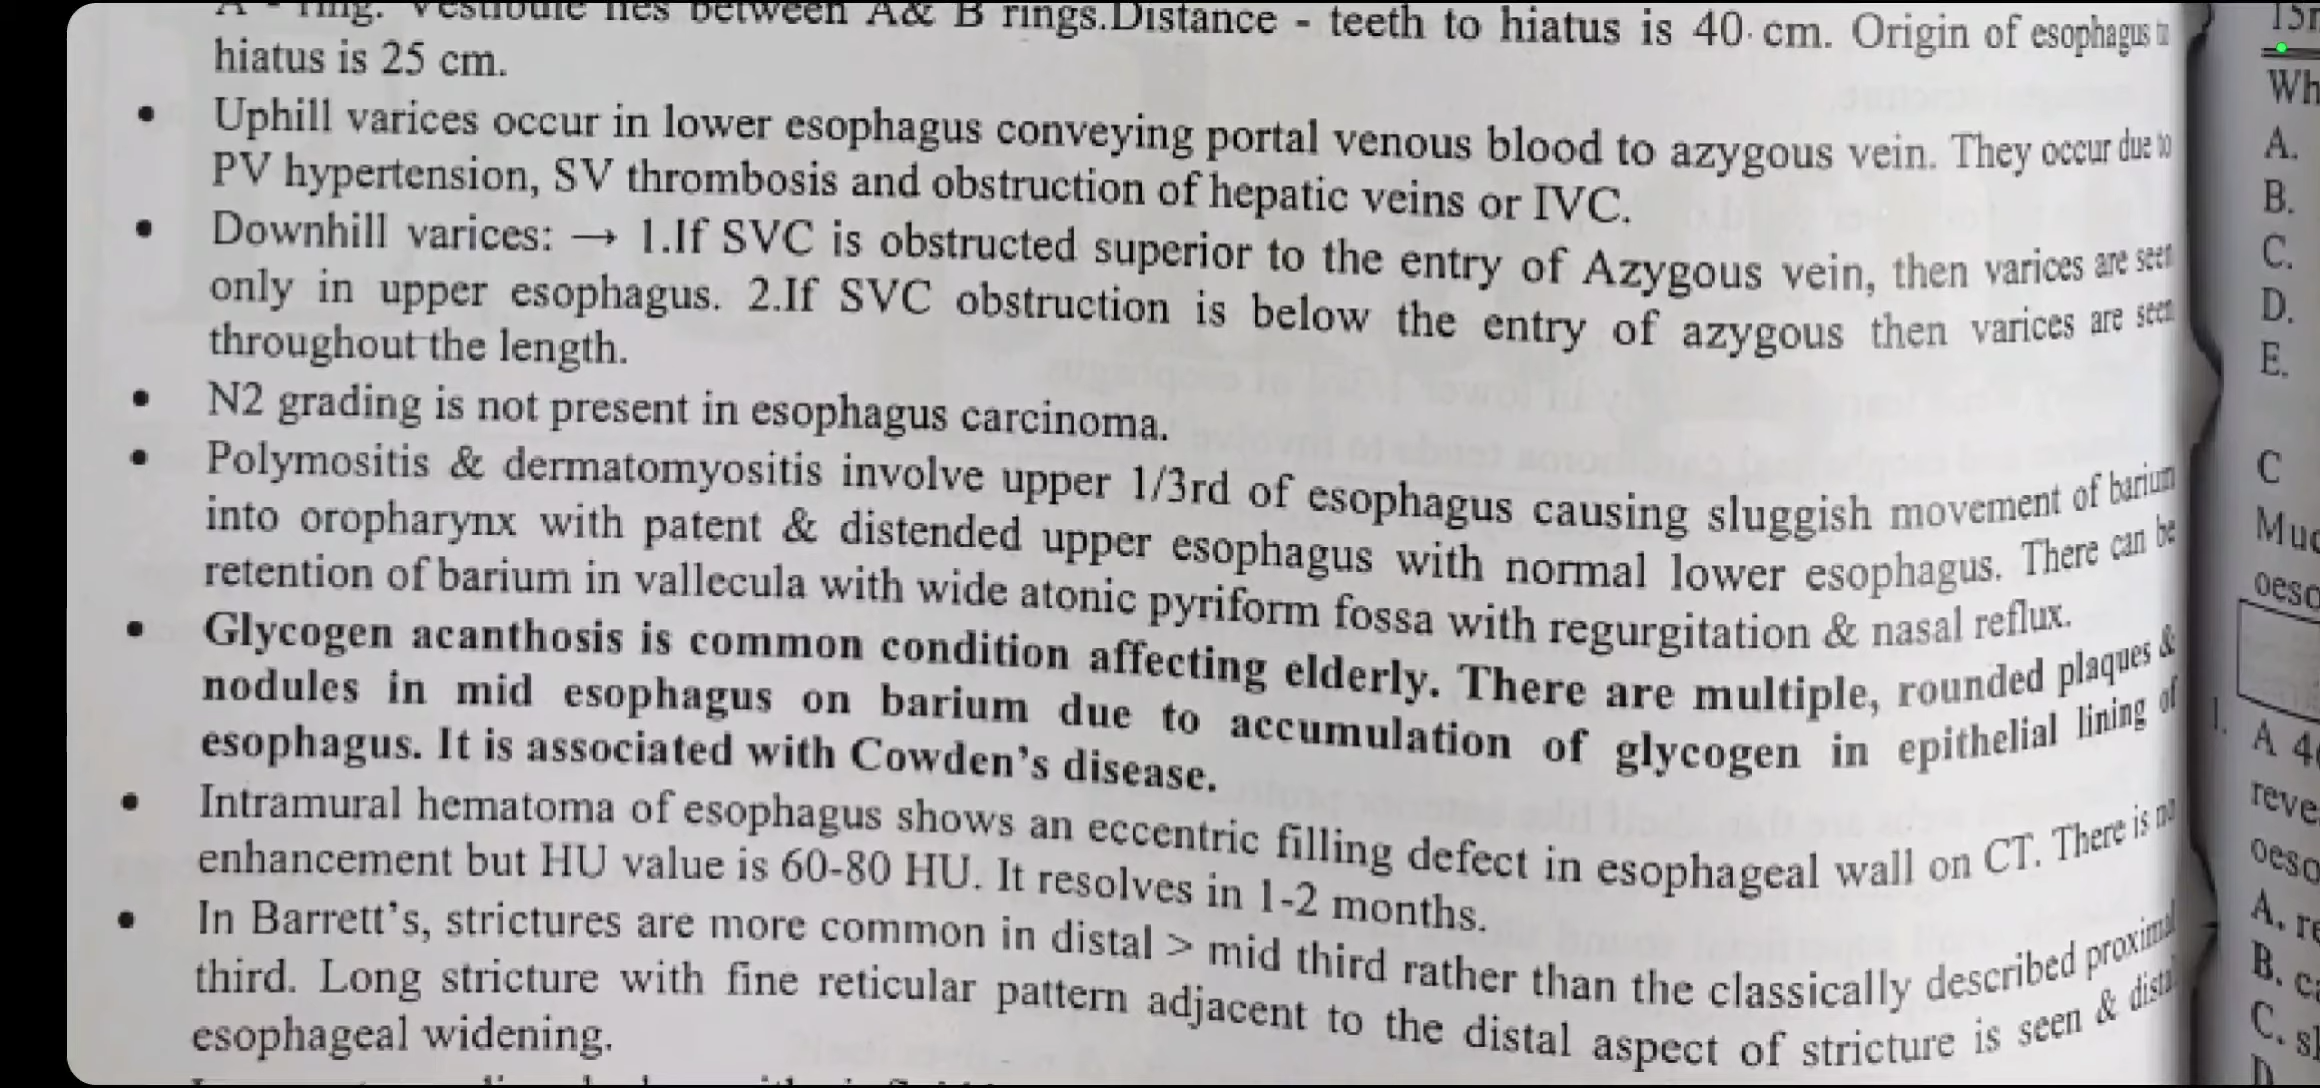 A - ring. Vestibule lies between A& B rings.Distance - teeth to hiatus is 40 cm. Origin of esophagus to
hiatus is 25 cm.
• Uphill varices occur in lower esophagus conveying portal venous blood to azygous vein. They occur due to
PV hypertension, SV thrombosis and obstruction of hepatic veins or IVC.
• Downhill varices: → 1.If SVC is obstructed superior to the entry of Azygous vein, then varices are seen
only in upper esophagus. 2.If SVC obstruction is below the entry of azygous then varices are seen
throughout the length.
• N2 grading is not present in esophagus carcinoma.
• Polymositis & dermatomyositis involve upper 1/3rd of esophagus causing sluggish movement of barium
into oropharynx with patent & distended upper esophagus with normal lower esophagus. There can be
retention of barium in vallecula with wide atonic pyriform fossa with regurgitation & nasal reflux.
• Glycogen acanthosis is common condition affecting elderly. There are multiple, rounded plaques &
nodules in mid esophagus on barium due to accumulation of glycogen in epithelial lining of
esophagus. It is associated with Cowden's disease.
• Intramural hematoma of esophagus shows an eccentric filling defect in esophageal wall on CT. There is no
enhancement but HU value is 60-80 HU. It resolves in 1-2 months.
• In Barrett's, strictures are more common in distal > mid third rather than the classically described proximal
third. Long stricture with fine reticular pattern adjacent to the distal aspect of stricture is seen & distal
esophageal widening.
Wh
A.
B.
C.
D.
E.
C
Muc
oeso
1. A 4
reve
oeso
A. re
B. ca
C. sl
D